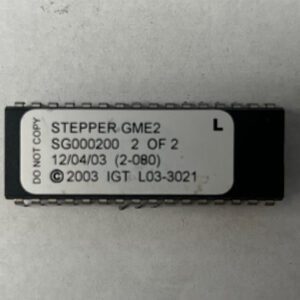 DO NOT COPY
STEPPER GME2
L
SG000200 2 OF 2
12/04/03 (2-080)
©2003 IGT L03-3021